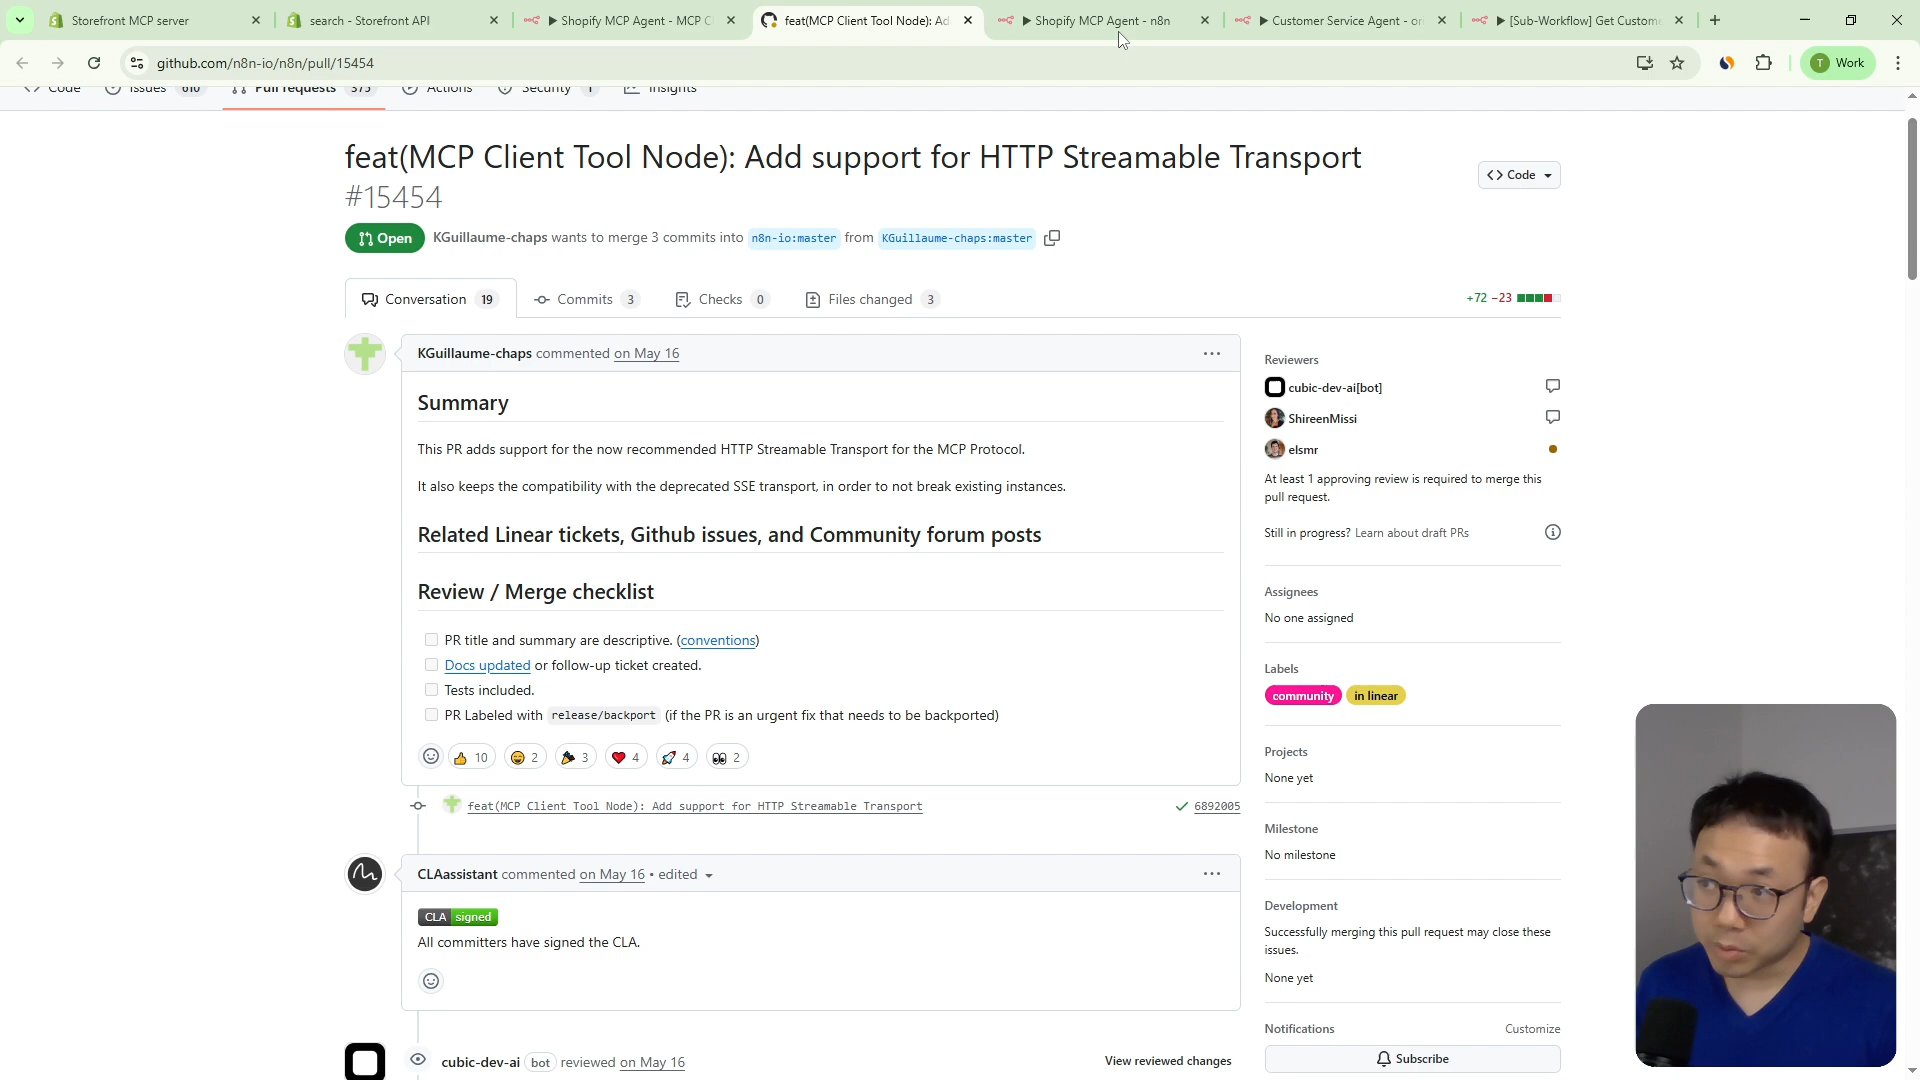 Storefront MCP server
search - Storefront API
Shopify MCP Agent - MCP C
feat(MCP Client Tool Node): Ad
Shopify MCP Agent - n8n
Customer Service Agent - or
[Sub-Workflow] Get Custome
github.com/n8n-io/n8n/pull/15454
T Work
Code
Issues 610
Pull requests 375
Actions
Security 1
Insights
feat(MCP Client Tool Node): Add support for HTTP Streamable Transport
#15454
Code
Open
KGuillaume-chaps wants to merge 3 commits into n8n-io:master from KGuillaume-chaps:master
Conversation 19
Commits 3
Checks 0
Files changed 3
+72 −23
KGuillaume-chaps commented on May 16
Summary
This PR adds support for the now recommended HTTP Streamable Transport for the MCP Protocol.
It also keeps the compatibility with the deprecated SSE transport, in order to not break existing instances.
Related Linear tickets, Github issues, and Community forum posts
Review / Merge checklist
PR title and summary are descriptive. (conventions)
Docs updated or follow-up ticket created.
Tests included.
PR Labeled with release/backport (if the PR is an urgent fix that needs to be backported)
10
2
3
4
4
2
feat(MCP Client Tool Node): Add support for HTTP Streamable Transport
6892005
CLAassistant commented on May 16 • edited
CLA signed
All committers have signed the CLA.
cubic-dev-ai bot reviewed on May 16
View reviewed changes
Reviewers
cubic-dev-ai[bot]
ShireenMissi
elsmr
At least 1 approving review is required to merge this
pull request.
Still in progress? Learn about draft PRs
Assignees
No one assigned
Labels
community
in linear
Projects
None yet
Milestone
No milestone
Development
Successfully merging this pull request may close these
issues.
None yet
Notifications
Customize
Subscribe